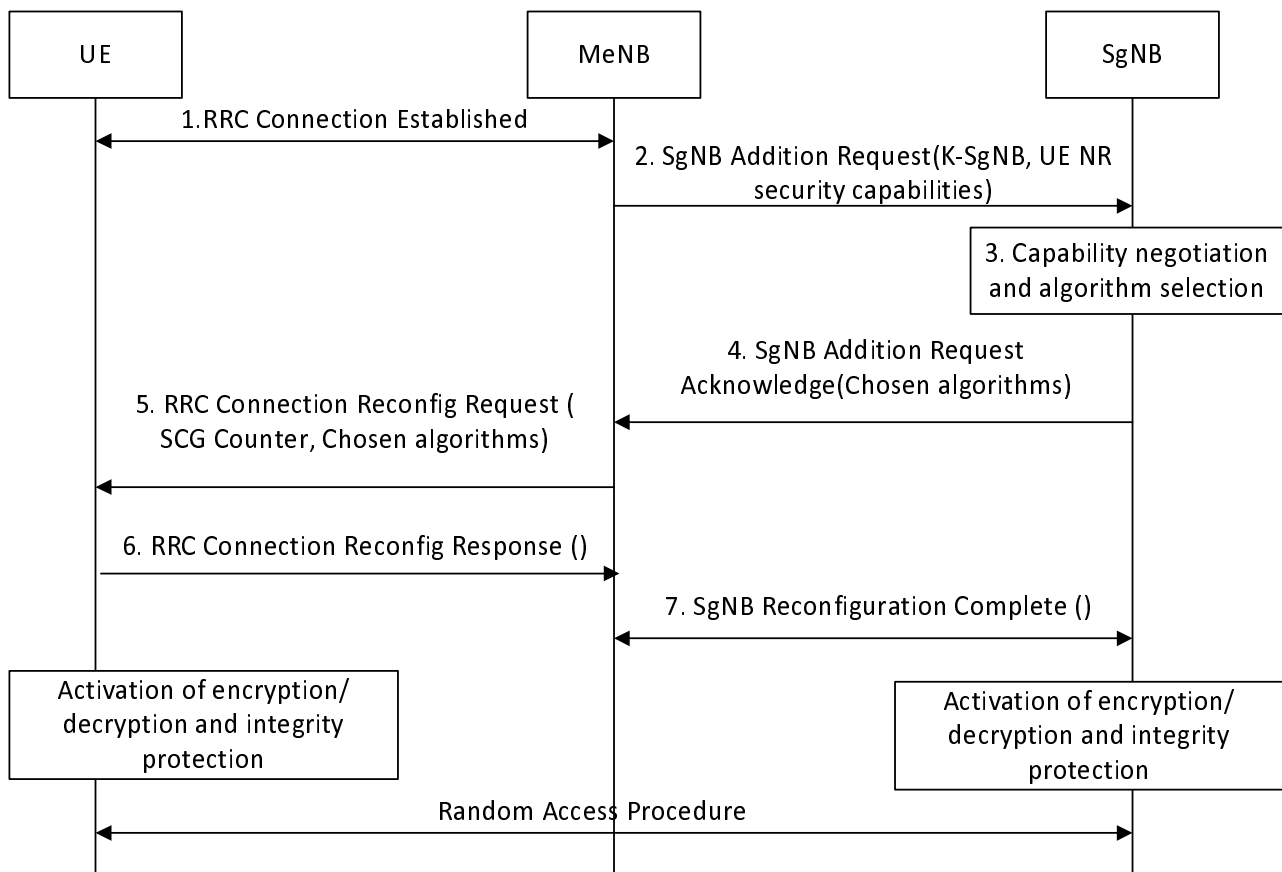 UE
MeNB
SgNB
1.RRC Connection Established
2. SgNB Addition Request(K-SgNB, UE NR
security capabilities)
3. Capability negotiation
and algorithm selection
4. SgNB Addition Request
Acknowledge(Chosen algorithms)
5. RRC Connection Reconfig Request (
SCG Counter, Chosen algorithms)
6. RRC Connection Reconfig Response ()
7. SgNB Reconfiguration Complete ()
Activation of encryption/
decryption and integrity
protection
Activation of encryption/
decryption and integrity
protection
Random Access Procedure